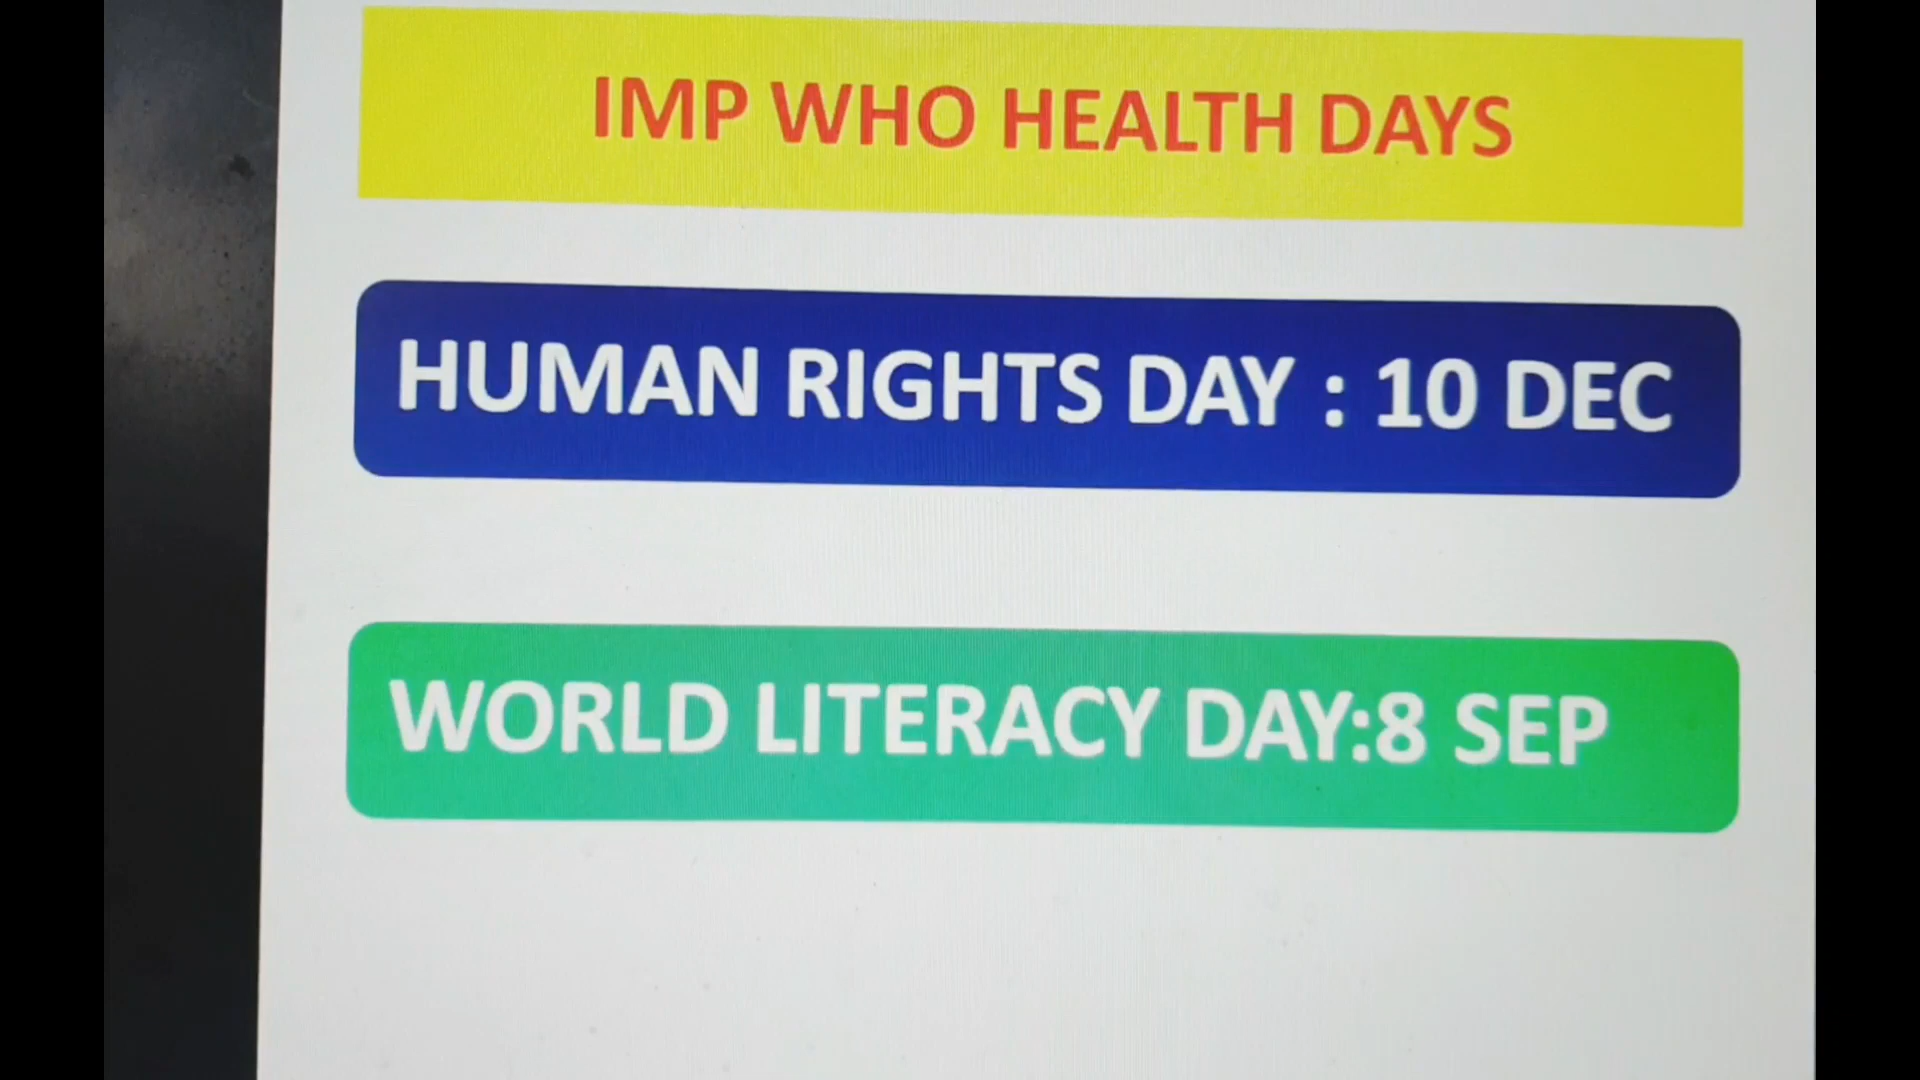 IMP WHO HEALTH DAYS
HUMAN RIGHTS DAY : 10 DEC
WORLD LITERACY DAY:8 SEP